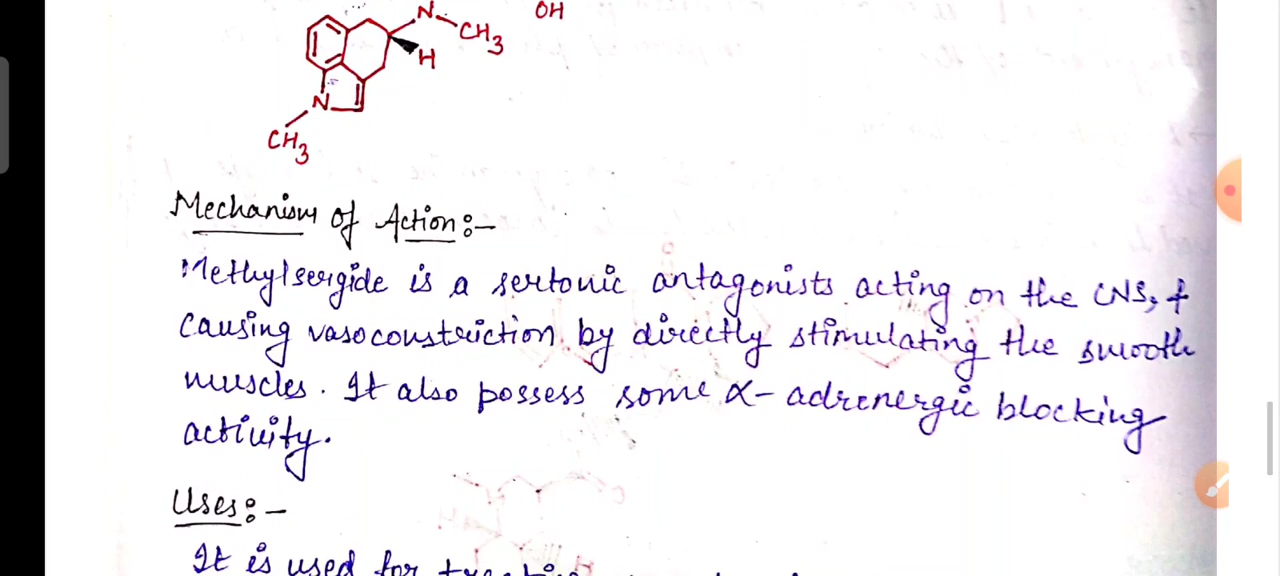 N
OH
CH3
H
N
CH3
Mechanism of Action:-
Methylsergide is a sertonic antagonists acting on the CNS, &
causing vasoconstriction by directly stimulating the smooth
muscles. It also possess some α- adrenergic blocking
activity.
Uses:-
It is used for